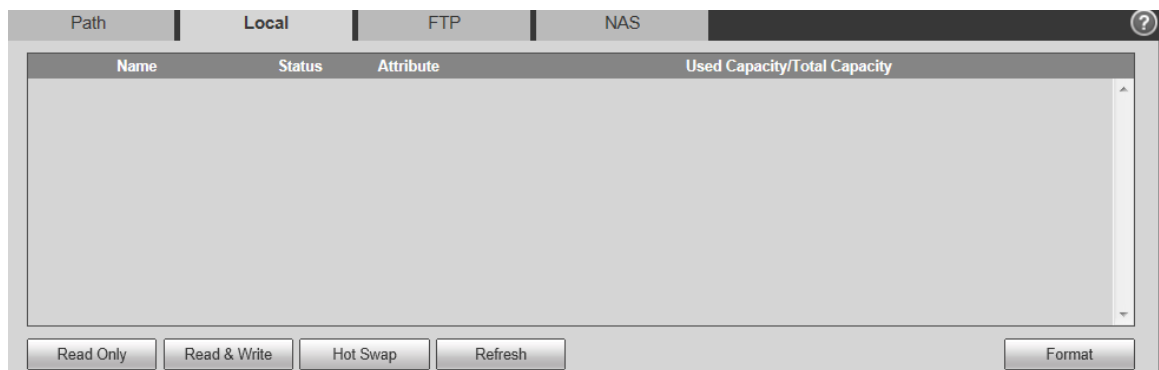 Path Local FTP NAS ?
Name Status Attribute Used Capacity/Total Capacity
Read Only Read & Write Hot Swap Refresh Format